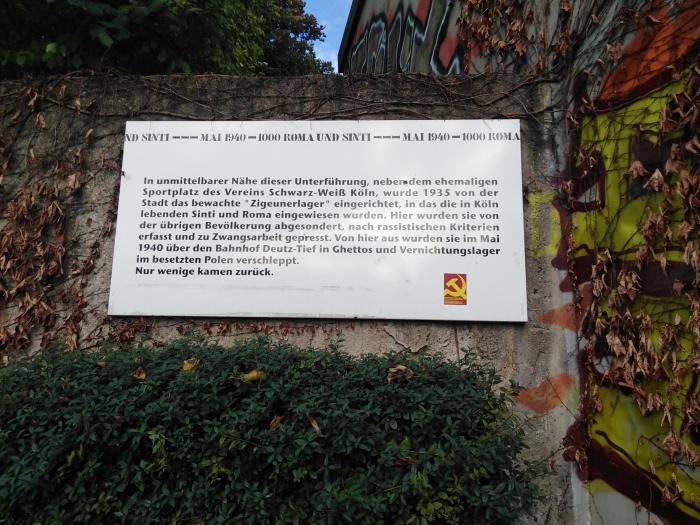 ND SINTI --- MAI 1940 - 1000 ROMA UND SINTI --- MAI 1940 - 1000 ROMA
In unmittelbarer Nähe dieser Unterführung, neben dem ehemaligen
Sportplatz des Vereins Schwarz-Weiß Köln, wurde 1935 von der
Stadt das bewachte "Zigeunerlager" eingerichtet, in das die in Köln
lebenden Sinti und Roma eingewiesen wurden. Hier wurden sie von
der übrigen Bevölkerung abgesondert, nach rassistischen Kriterien
erfasst und zu Zwangsarbeit gepresst. Von hier aus wurden sie im Mai
1940 über den Bahnhof Deutz-Tief in Ghettos und Vernichtungslager
im besetzten Polen verschleppt.
Nur wenige kamen zurück.